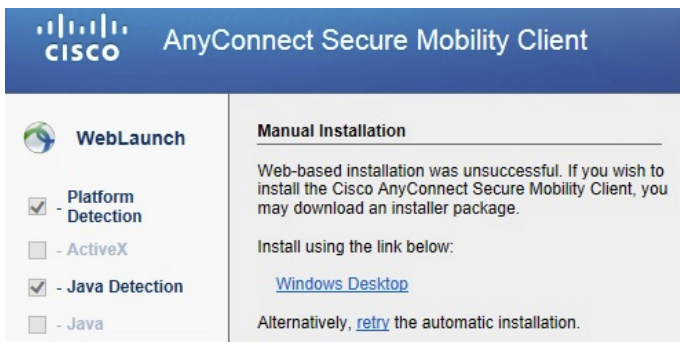 CISCO
AnyConnect Secure Mobility Client
WebLaunch
- Platform
Detection
- ActiveX
- Java Detection
- Java
Manual Installation
Web-based installation was unsuccessful. If you wish to
install the Cisco AnyConnect Secure Mobility Client, you
may download an installer package.
Install using the link below:
Windows Desktop
Alternatively, retry the automatic installation.